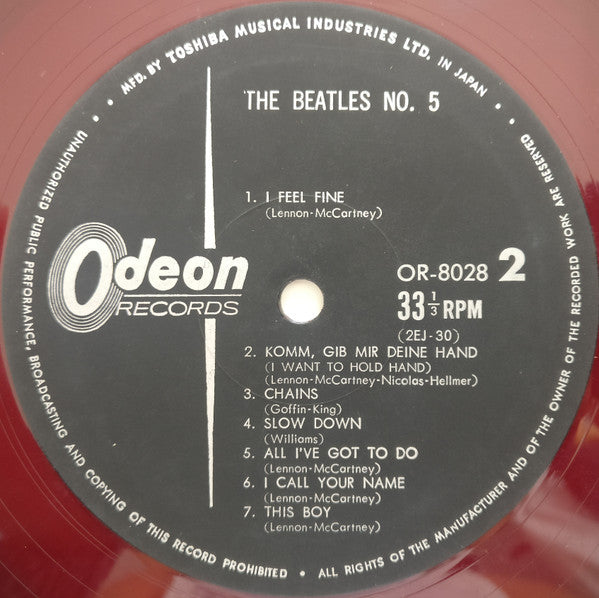 MFD. BY TOSHIBA MUSICAL INDUSTRIES LTD. IN JAPAN
THE BEATLES NO. 5
1. I FEEL FINE
(Lennon-McCartney)
Odeon
RECORDS
OR-8028 2
33 1/3 RPM
(2EJ-30)
2. KOMM, GIB MIR DEINE HAND
(I WANT TO HOLD HAND)
(Lennon-McCartney-Nicolas-Hellmer)
3. CHAINS
(Goffin-King)
4. SLOW DOWN
(Williams)
5. ALL I'VE GOT TO DO
(Lennon-McCartney)
6. I CALL YOUR NAME
(Lennon-McCartney)
7. THIS BOY
(Lennon-McCartney)
UNAUTHORIZED PUBLIC PERFORMANCE, BROADCASTING AND COPYING OF THIS RECORD PROHIBITED • ALL RIGHTS OF THE MANUFACTURER AND OF THE OWNER OF THE RECORDED WORK ARE RESERVED